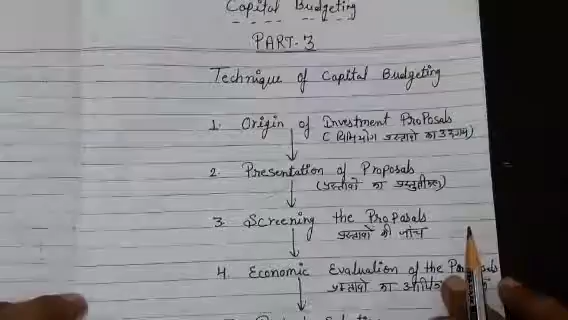 Capital Budgeting
PART-3
Technique of Capital Budgeting
1. Origin of Investment Proposals
( विनियोग प्रस्तावों का उद्गम)
2. Presentation of Proposals
(प्रस्तावों का प्रस्तुतीकरण)
3. Screening the Proposals
प्रस्तावों की जाँच
4. Economic Evaluation of the
प्रस्तावों का